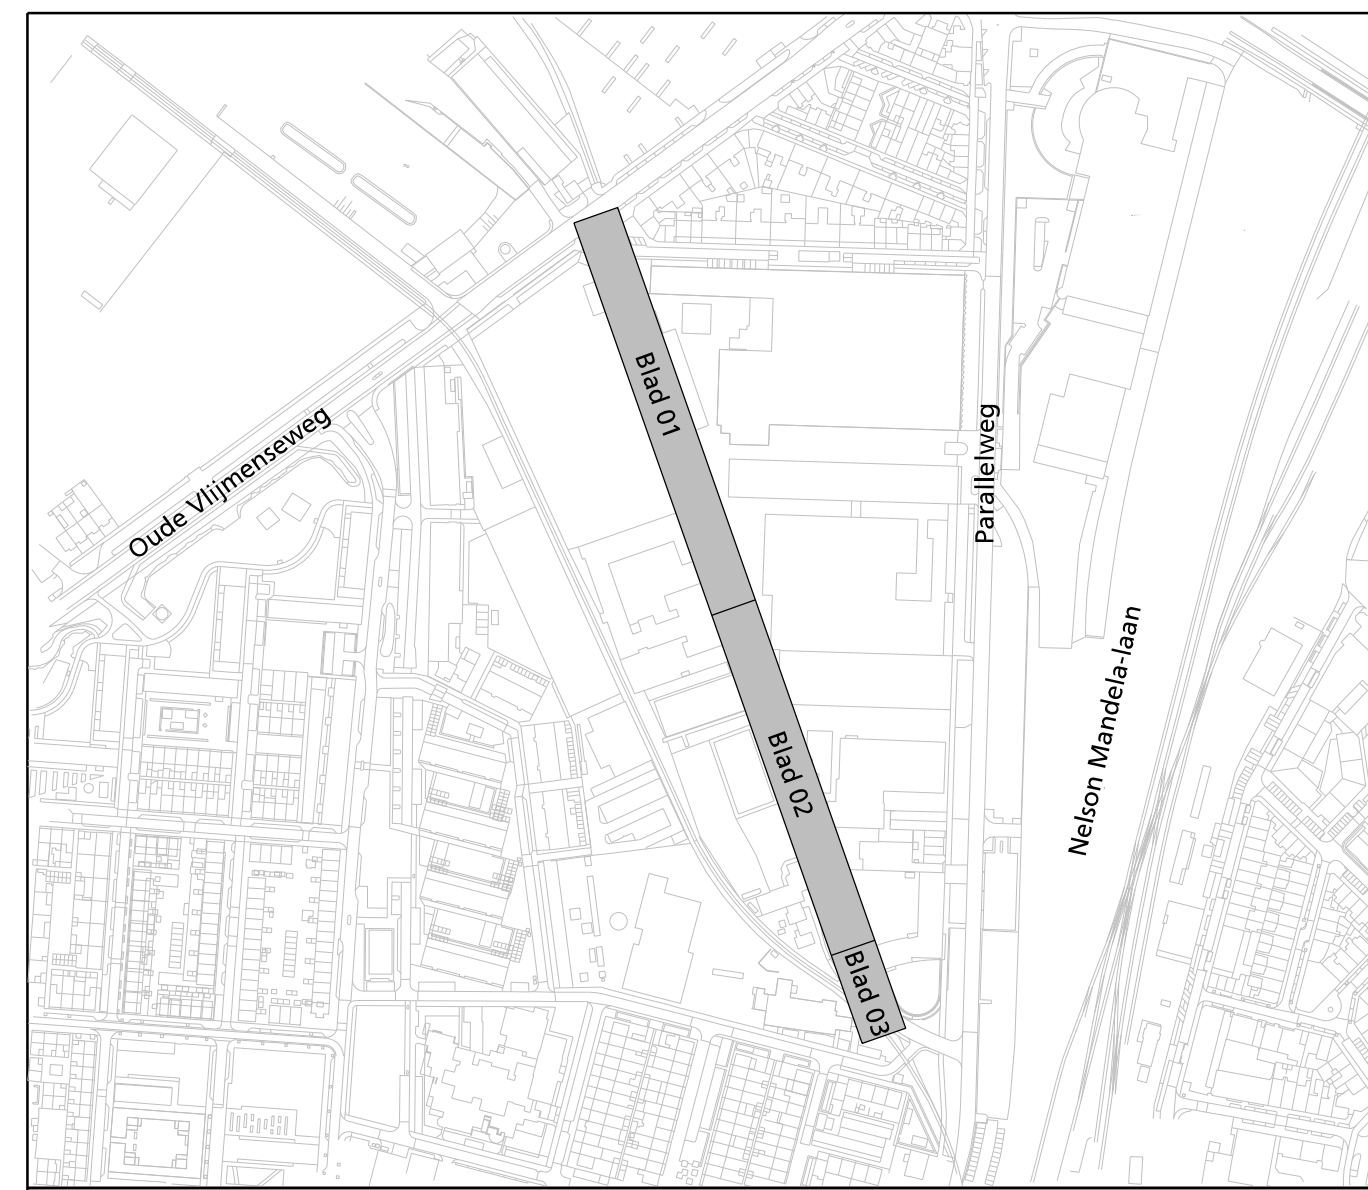 Blad 01
Oude Vlijmenseweg
Parallelweg
Nelson Mandela-laan
Blad 02
Blad 03